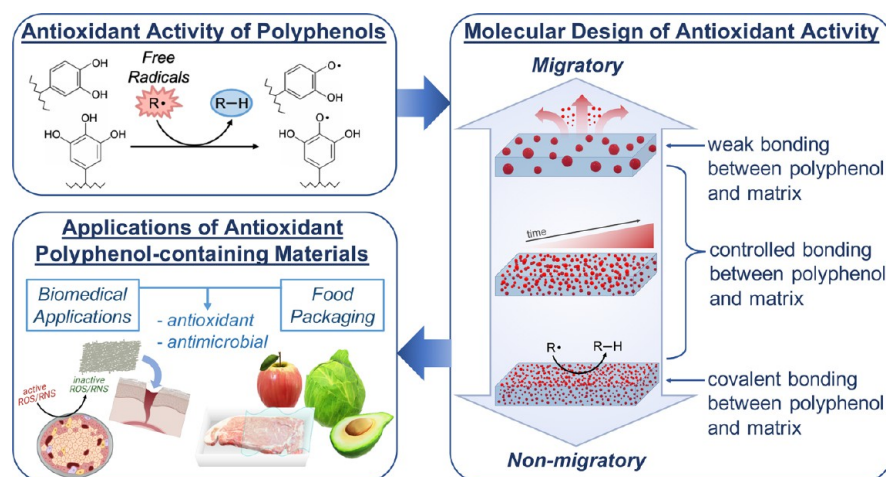 Antioxidant Activity of Polyphenols
OH
OH
Free
Radicals
R•
R–H
O•
OH
HO
OH
OH
HO
O•
OH
Molecular Design of Antioxidant Activity
Migratory
weak bonding
between polyphenol
and matrix
time
controlled bonding
between polyphenol
and matrix
R•
R–H
covalent bonding
between polyphenol
and matrix
Non-migratory
Applications of Antioxidant
Polyphenol-containing Materials
Biomedical
Applications
Food
Packaging
- antioxidant
- antimicrobial
active
ROS/RNS
inactive
ROS/RNS